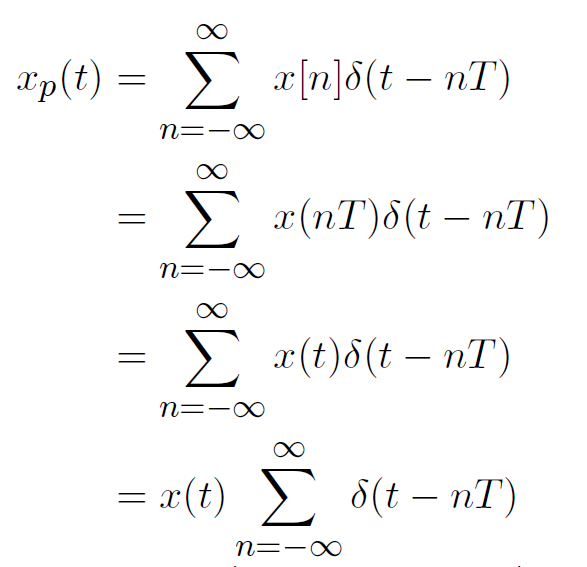 x_p(t) = \sum_{n=-\infty}^{\infty} x[n]\delta(t - nT)
= \sum_{n=-\infty}^{\infty} x(nT)\delta(t - nT)
= \sum_{n=-\infty}^{\infty} x(t)\delta(t - nT)
= x(t) \sum_{n=-\infty}^{\infty} \delta(t - nT)